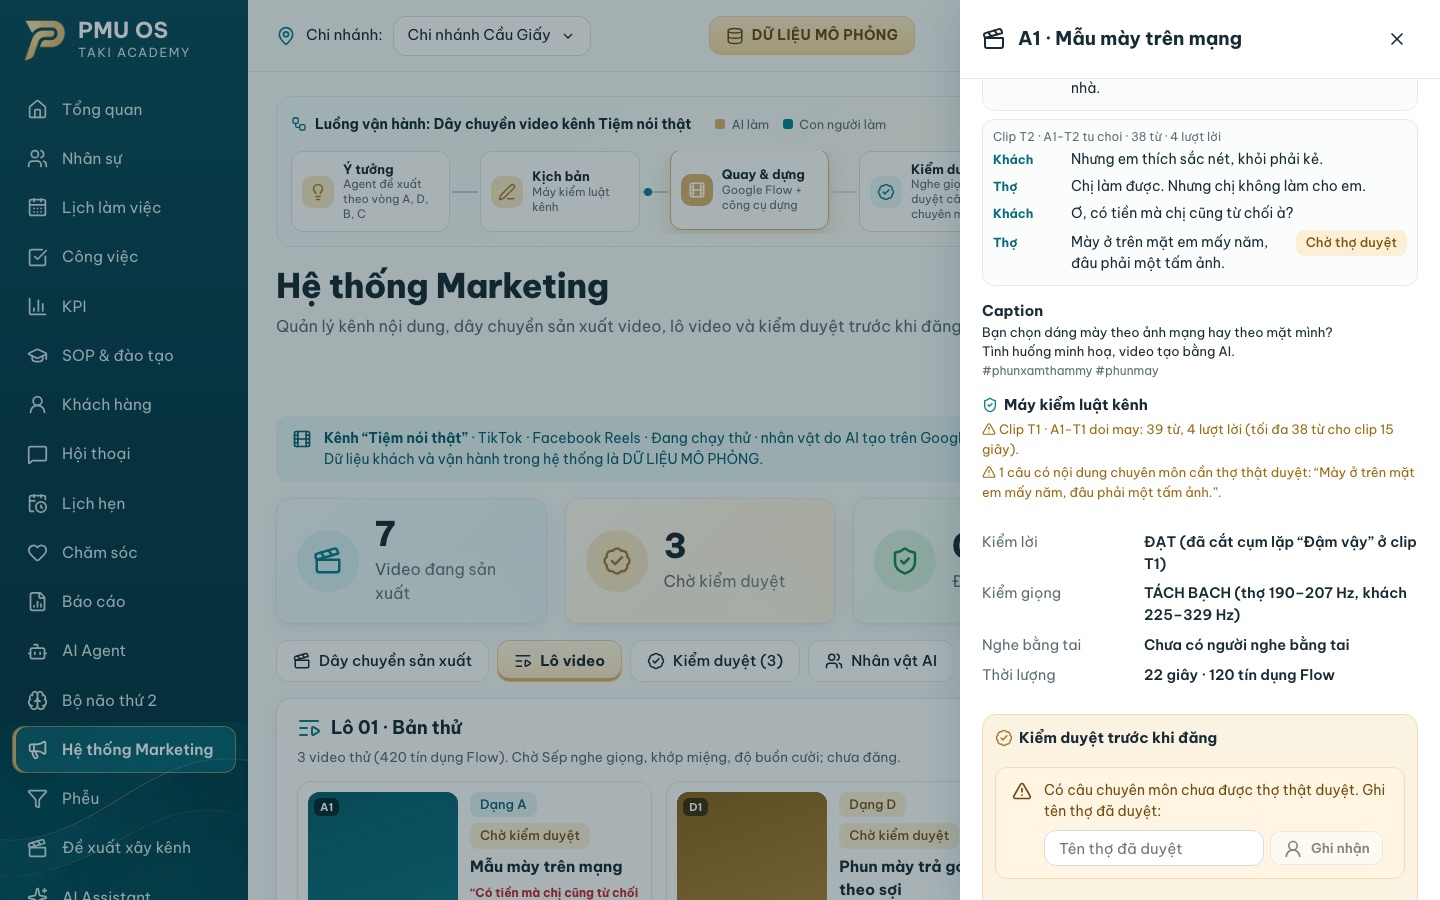 PMU OS
TAKI ACADEMY
Tổng quan
Nhân sự
Lịch làm việc
Công việc
KPI
SOP & đào tạo
Khách hàng
Hội thoại
Lịch hẹn
Chăm sóc
Báo cáo
AI Agent
Bộ não thứ 2
Hệ thống Marketing
Phễu
Đề xuất xây kênh
AI Assistant
Chi nhánh:
Chi nhánh Cầu Giấy
DỮ LIỆU MÔ PHỎNG
Luồng vận hành: Dây chuyền video kênh Tiệm nói thật
AI làm
Con người làm
Ý tưởng
Agent đề xuất
theo vòng A, D,
B, C
Kịch bản
Máy kiểm luật
kênh
Quay & dựng
Google Flow +
công cụ dựng
Kiểm du
Nghe giọ
duyệt câ
chuyên m
Hệ thống Marketing
Quản lý kênh nội dung, dây chuyền sản xuất video, lô video và kiểm duyệt trước khi đăng
Kênh “Tiệm nói thật” · TikTok · Facebook Reels · Đang chạy thử · nhân vật do AI tạo trên Googl
Dữ liệu khách và vận hành trong hệ thống là DỮ LIỆU MÔ PHỎNG.
7
Video đang sản
xuất
3
Chờ kiểm duyệt
Dây chuyền sản xuất
Lô video
Kiểm duyệt (3)
Nhân vật AI
Lô 01 · Bản thử
3 video thử (420 tín dụng Flow). Chờ Sếp nghe giọng, khớp miệng, độ buồn cười; chưa đăng.
A1
Dạng A
Chờ kiểm duyệt
Mẫu mày trên mạng
“Có tiền mà chị cũng từ chối
D1
Dạng D
Chờ kiểm duyệt
Phun mày trả gó
theo sợi
A1 · Mẫu mày trên mạng
nhà.
Clip T2 · A1-T2 tu choi · 38 từ · 4 lượt lời
Khách
Nhưng em thích sắc nét, khỏi phải kẻ.
Thợ
Chị làm được. Nhưng chị không làm cho em.
Khách
Ơ, có tiền mà chị cũng từ chối à?
Thợ
Mày ở trên mặt em mấy năm,
đâu phải một tấm ảnh.
Chờ thợ duyệt
Caption
Bạn chọn dáng mày theo ảnh mạng hay theo mặt mình?
Tình huống minh hoạ, video tạo bằng AI.
#phunxamthammy #phunmay
Máy kiểm luật kênh
Clip T1 · A1-T1 doi may: 39 từ, 4 lượt lời (tối đa 38 từ cho clip 15
giây).
1 câu có nội dung chuyên môn cần thợ thật duyệt: “Mày ở trên mặt
em mấy năm, đâu phải một tấm ảnh.”.
Kiểm lời
ĐẠT (đã cắt cụm lặp “Đậm vậy” ở clip
T1)
Kiểm giọng
TÁCH BẠCH (thợ 190–207 Hz, khách
225–329 Hz)
Nghe bằng tai
Chưa có người nghe bằng tai
Thời lượng
22 giây · 120 tín dụng Flow
Kiểm duyệt trước khi đăng
Có câu chuyên môn chưa được thợ thật duyệt. Ghi
tên thợ đã duyệt:
Tên thợ đã duyệt
Ghi nhận